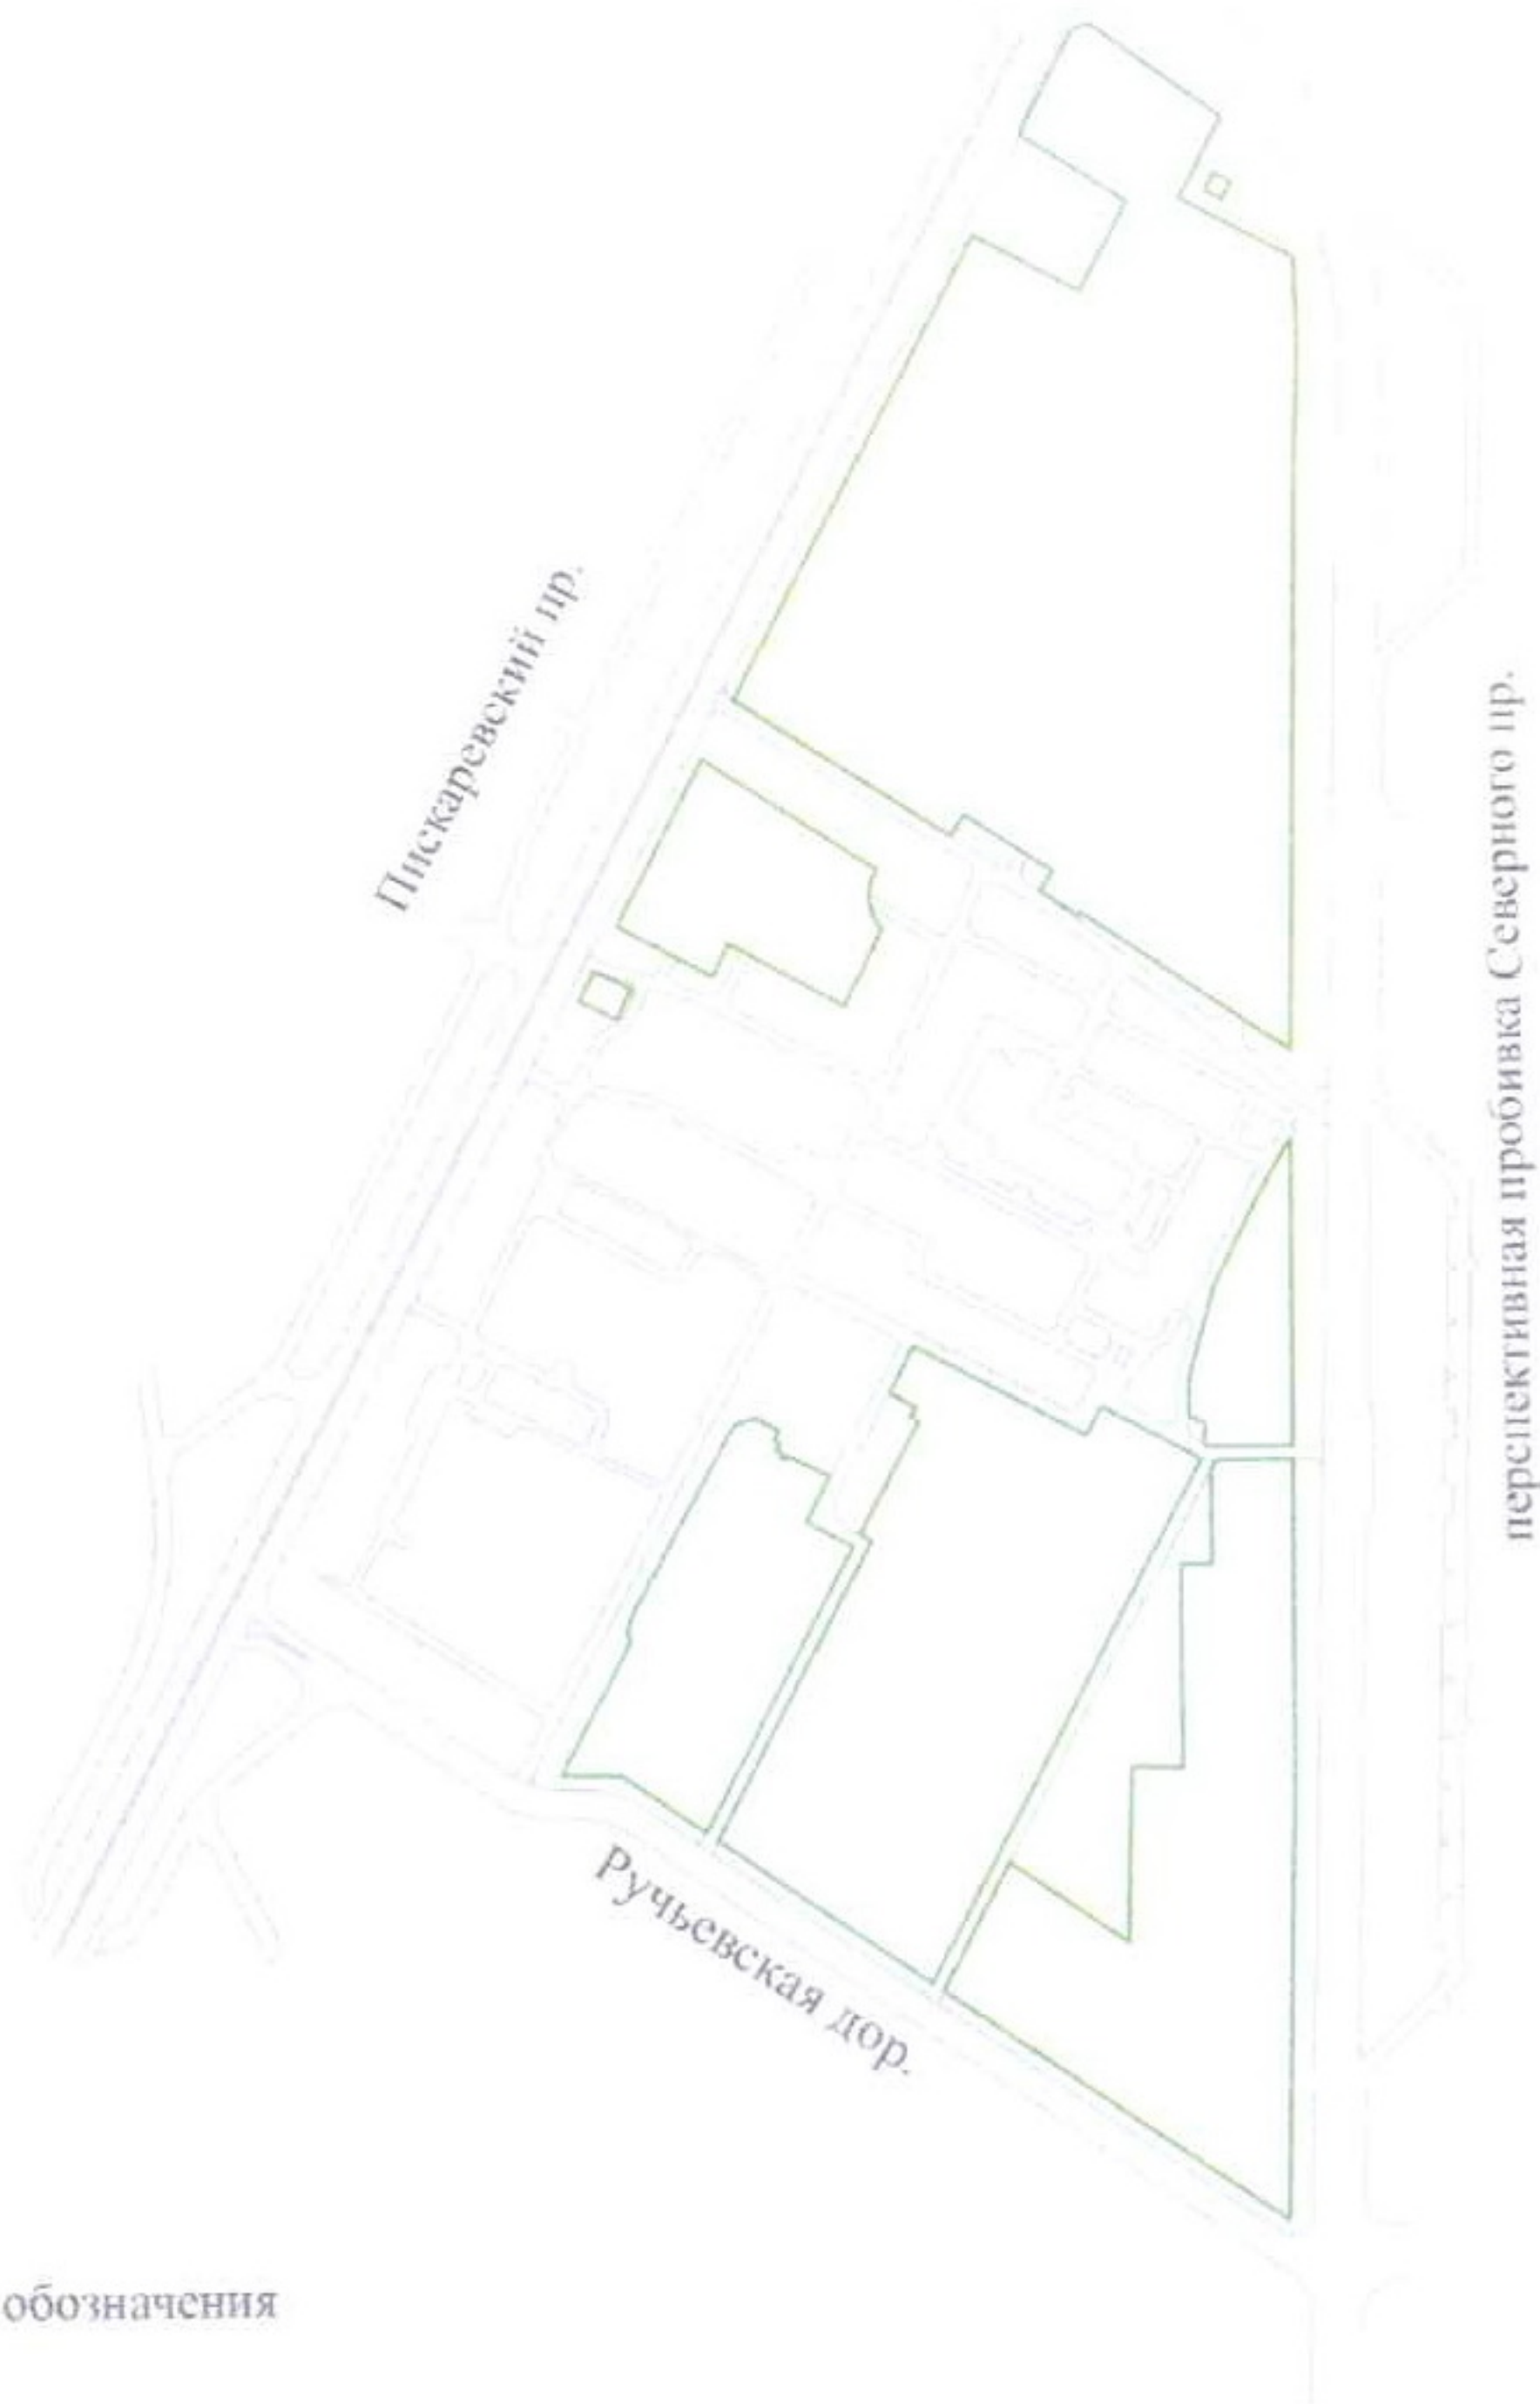 Пискаревский пр.
перспективная пробивка Северного пр.
Ручьевская дор.
обозначения